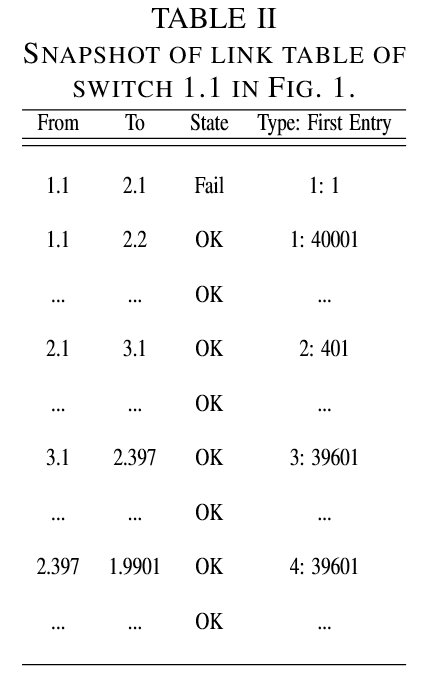 TABLE II
SNAPSHOT OF LINK TABLE OF
SWITCH 1.1 IN FIG. 1.
From To State Type: First Entry
1.1 2.1 Fail 1: 1
1.1 2.2 OK 1: 40001
... ... OK ...
2.1 3.1 OK 2: 401
... ... OK ...
3.1 2.397 OK 3: 39601
... ... OK ...
2.397 1.9901 OK 4: 39601
... ... OK ...